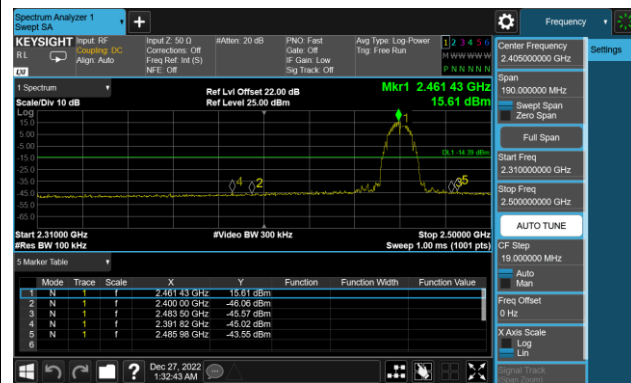 Spectrum Analyzer 1
Swept SA
Frequency
KEYSIGHT
RL
LXI
Input: RF
Coupling: DC
Align: Auto
Input Z: 50 Ω
Corrections: Off
Freq Ref: Int (S)
NFE: Off
#Atten: 20 dB
PNO: Fast
Gate: Off
IF Gain: Low
Sig Track: Off
Avg Type: Log-Power
Trig: Free Run
1 2 3 4 5 6
M W W W W W
P N N N N N
Center Frequency
2.405000000 GHz
Settings
Span
190.000000 MHz
Swept Span
Zero Span
Full Span
Start Freq
2.310000000 GHz
Stop Freq
2.500000000 GHz
AUTO TUNE
CF Step
19.000000 MHz
Auto
Man
Freq Offset
0 Hz
X Axis Scale
Log
Lin
Signal Track
(Span Zoom)
1 Spectrum
Scale/Div 10 dB
Ref Lvl Offset 22.00 dB
Ref Level 25.00 dBm
Mkr1 2.461 43 GHz
15.61 dBm
Log
15.0
5.00
-5.00
-15.0
-25.0
-35.0
-45.0
-55.0
-65.0
1
DL1 -14.39 dBm
4
2
3
5
Start 2.31000 GHz
#Res BW 100 kHz
#Video BW 300 kHz
Stop 2.50000 GHz
Sweep 1.00 ms (1001 pts)
5 Marker Table
Mode Trace Scale X Y Function Function Width Function Value
1 N 1 f 2.461 43 GHz 15.61 dBm
2 N 1 f 2.400 00 GHz -46.06 dBm
3 N 1 f 2.483 50 GHz -45.57 dBm
4 N 1 f 2.391 82 GHz -45.02 dBm
5 N 1 f 2.485 98 GHz -43.55 dBm
6
?
Dec 27, 2022
1:32:43 AM